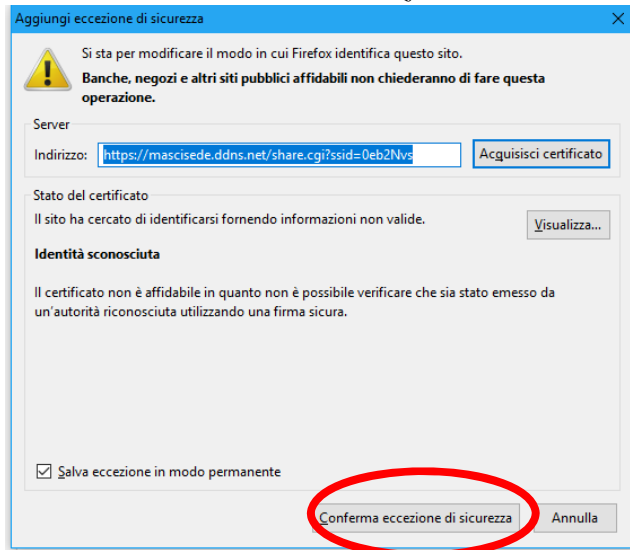 Aggiungi eccezione di sicurezza
Si sta per modificare il modo in cui Firefox identifica questo sito.
Banche, negozi e altri siti pubblici affidabili non chiederanno di fare questa
operazione.
Server
Indirizzo: https://mascisede.ddns.net/share.cgi?ssid=0eb2Nvs Acquisisci certificato
Stato del certificato
Il sito ha cercato di identificarsi fornendo informazioni non valide.
Visualizza...
Identità sconosciuta
Il certificato non è affidabile in quanto non è possibile verificare che sia stato emesso da
un'autorità riconosciuta utilizzando una firma sicura.
Salva eccezione in modo permanente
Conferma eccezione di sicurezza Annulla